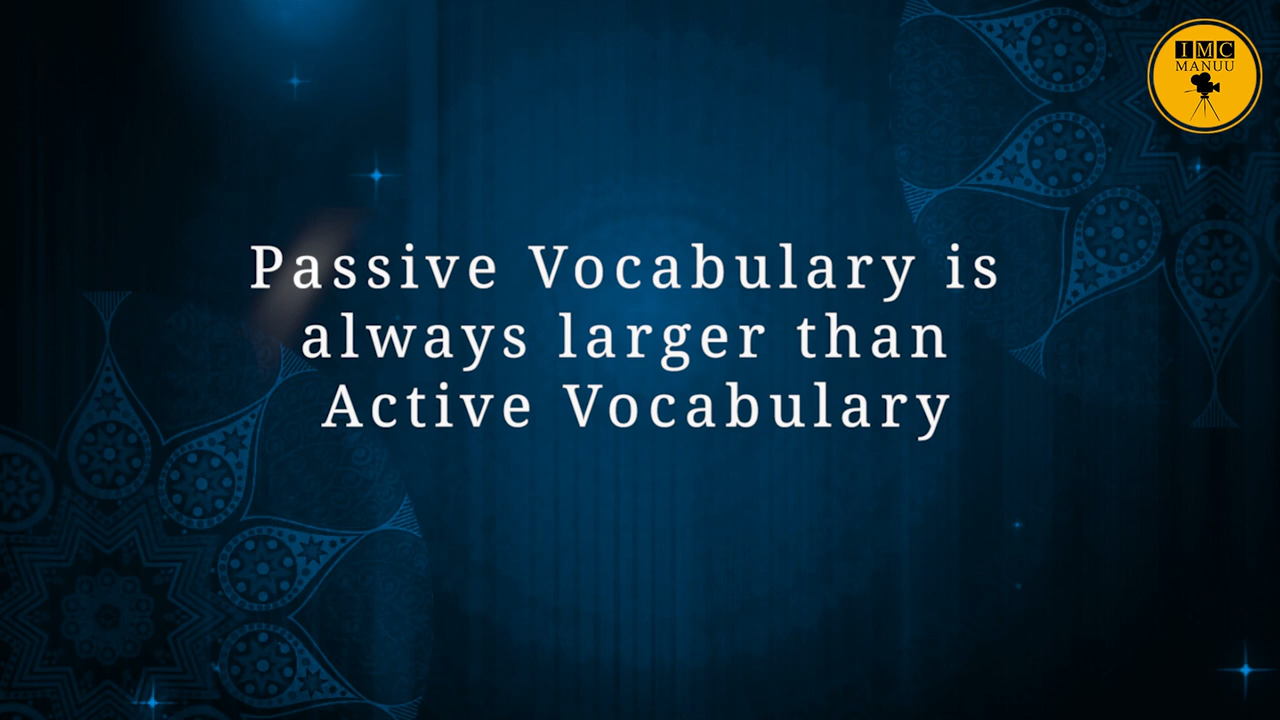 IMC
MANUU
Passive Vocabulary is
always larger than
Active Vocabulary